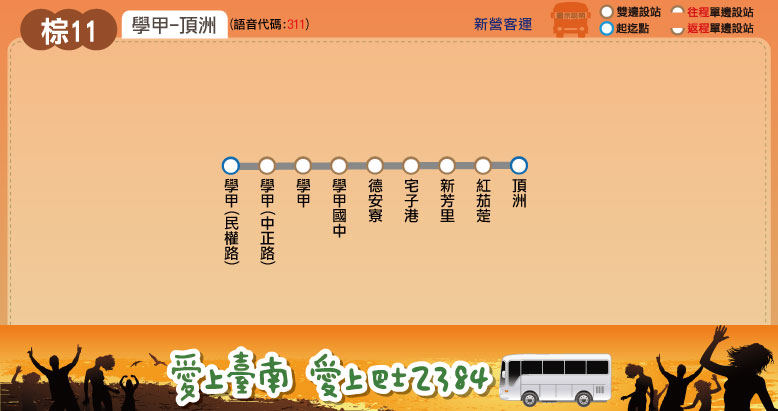 棕11
學甲-頂洲
(語音代碼:311)
新營客運
雙邊設站
往程單邊設站
起迄點
返程單邊設站
學甲(民權路)
學甲(中正路)
學甲
學甲國中
德安寮
宅子港
新芳里
紅茄萣
頂洲
愛上臺南 愛上巴士2384